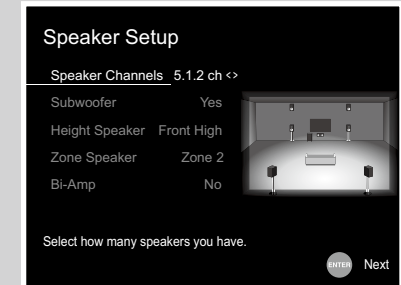 Speaker Setup
Speaker Channels 5.1.2 ch <>
Subwoofer Yes
Height Speaker Front High
Zone Speaker Zone 2
Bi-Amp No
Select how many speakers you have.
ENTER Next